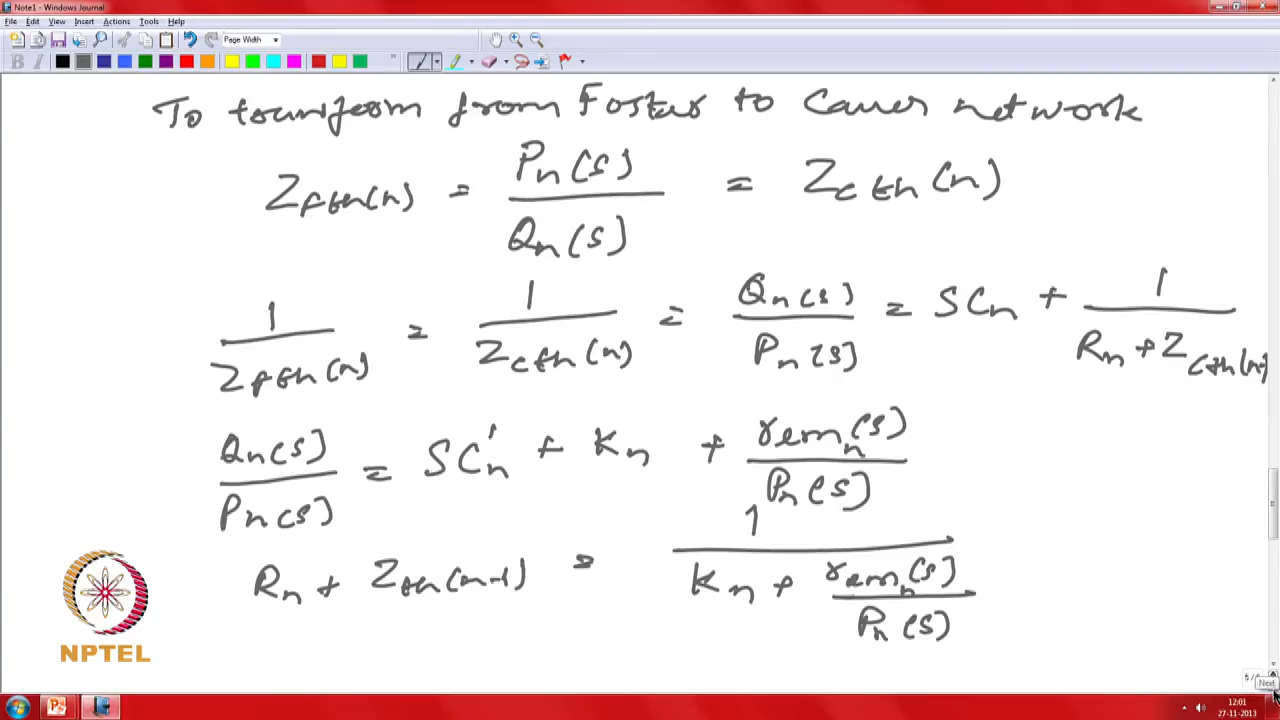 Note1 - Windows Journal
File Edit View Insert Actions Tools Help
Page Width
B I
To transform from Foster to Cauer network
Zfth(n) = Pn(s) / Qn(s) = Zcth(n)
1 / Zfth(n) = 1 / Zcth(n) = Qn(s) / Pn(s) = SCn + 1 / (Rn + Zcth(n-1)
Qn(s) / Pn(s) = SC'n + Kn + remn(s) / Pn(s)
Rn + Zth(n-1) = 1 / (Kn + remn(s) / Pn(s))
NPTEL
Next
12:01
27-11-2013